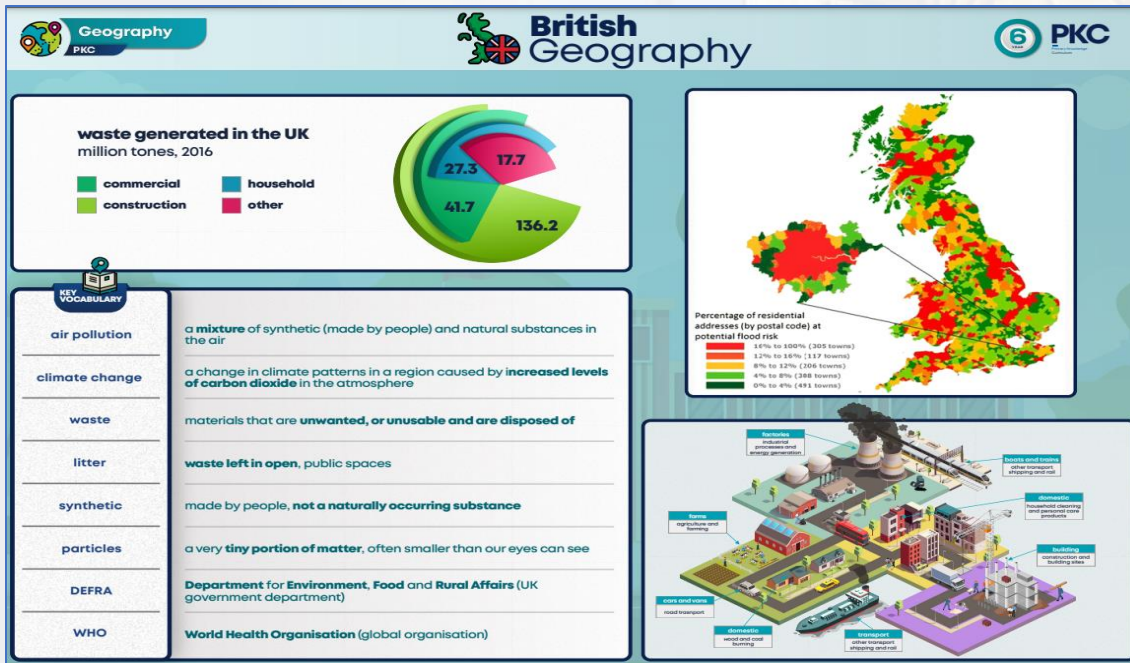 Geography
PKC
British
Geography
6
YEAR
PKC
Primary Knowledge
Curriculum
waste generated in the UK
million tones, 2016
commercial
household
construction
other
27.3
17.7
41.7
136.2
Percentage of residential
addresses (by postal code) at
potential flood risk
16% to 100% (305 towns)
12% to 16% (117 towns)
8% to 12% (206 towns)
4% to 8% (388 towns)
0% to 4% (491 towns)
KEY
VOCABULARY
air pollution
a mixture of synthetic (made by people) and natural substances in
the air
climate change
a change in climate patterns in a region caused by increased levels
of carbon dioxide in the atmosphere
waste
materials that are unwanted, or unusable and are disposed of
litter
waste left in open, public spaces
synthetic
made by people, not a naturally occurring substance
particles
a very tiny portion of matter, often smaller than our eyes can see
DEFRA
Department for Environment, Food and Rural Affairs (UK
government department)
WHO
World Health Organisation (global organisation)
factories
industrial
processes and
energy generation
boats and trains
other transport
shipping and rail
domestic
household cleaning
and personal care
products
farms
agriculture and
farming
building
construction and
building sites
cars and vans
road transport
domestic
wood and coal
burning
transport
other transport
shipping and rail